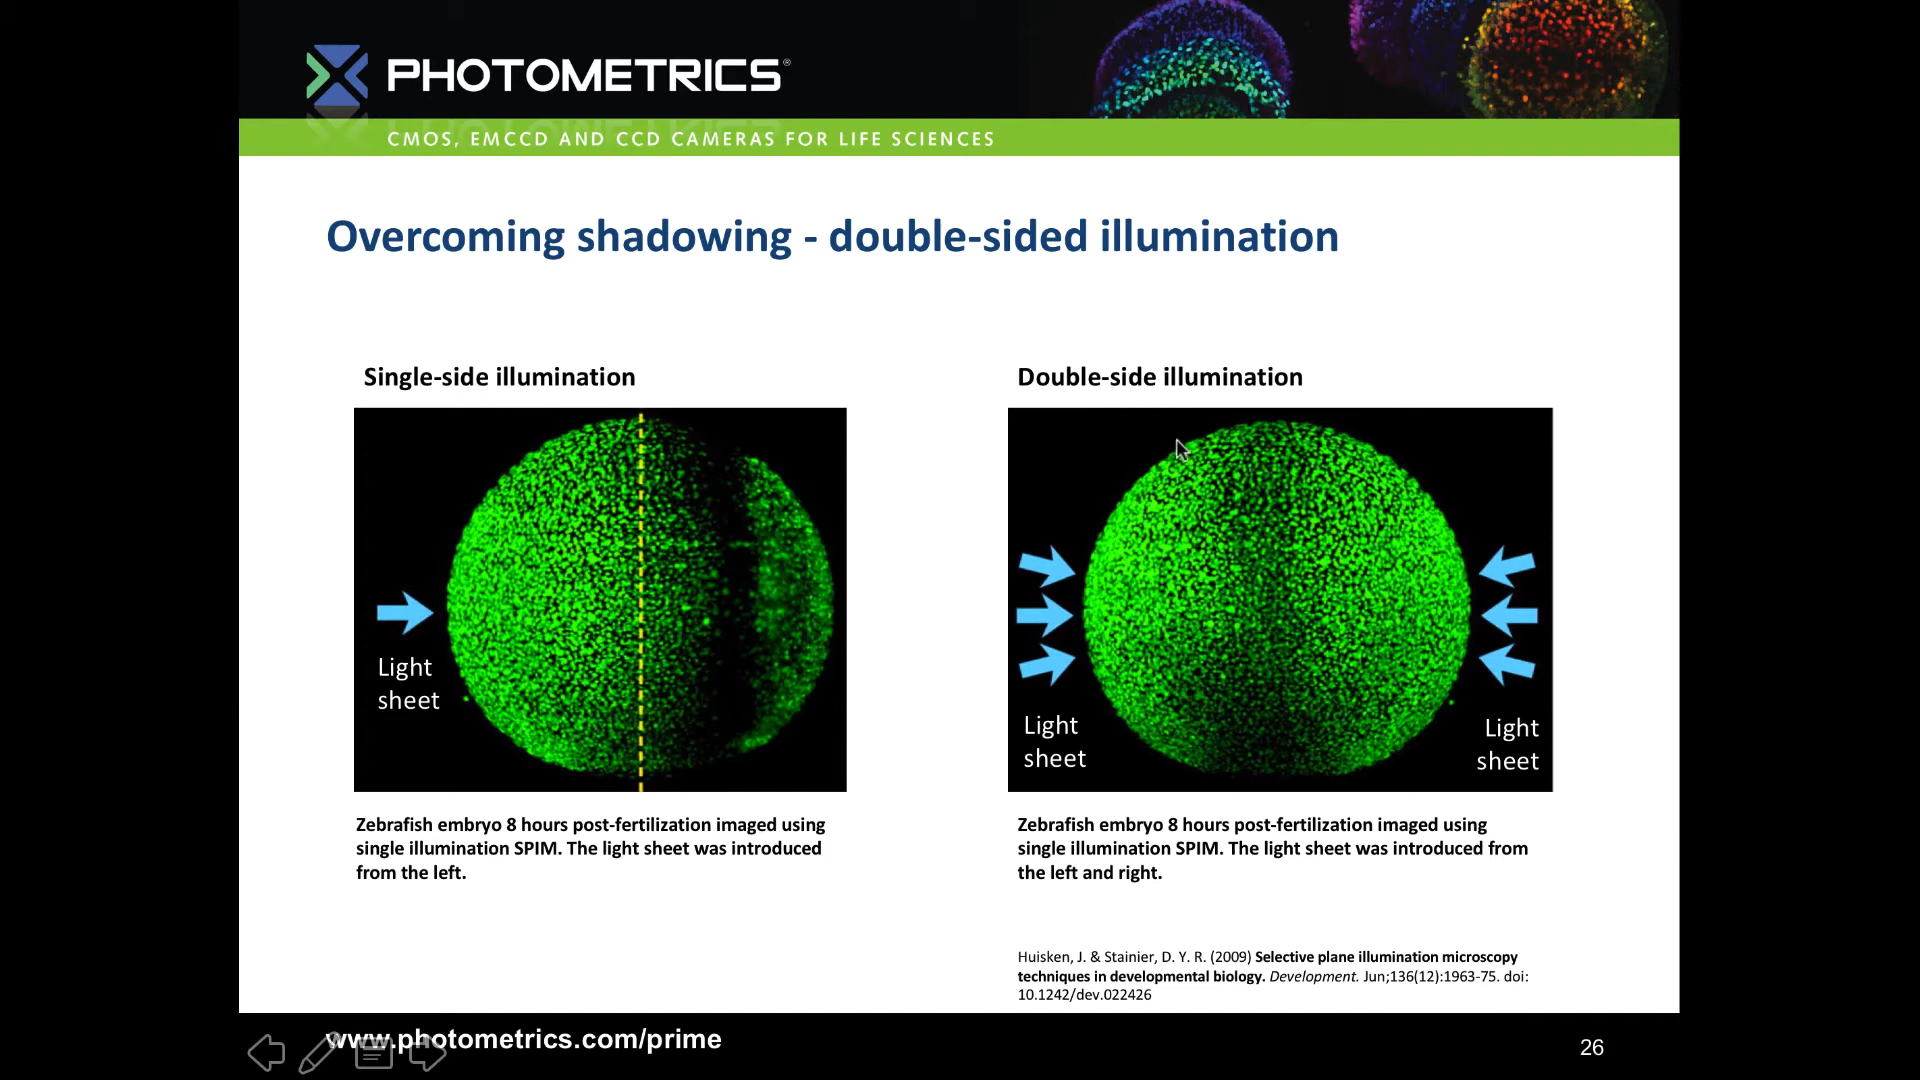 PHOTOMETRICS®
CMOS, EMCCD AND CCD CAMERAS FOR LIFE SCIENCES
Overcoming shadowing - double-sided illumination
Single-side illumination
Light
sheet
Zebrafish embryo 8 hours post-fertilization imaged using
single illumination SPIM. The light sheet was introduced
from the left.
Double-side illumination
Light
sheet
Light
sheet
Zebrafish embryo 8 hours post-fertilization imaged using
single illumination SPIM. The light sheet was introduced from
the left and right.
Huisken, J. & Stainier, D. Y. R. (2009) Selective plane illumination microscopy
techniques in developmental biology. Development. Jun;136(12):1963-75. doi:
10.1242/dev.022426
www.photometrics.com/prime
26